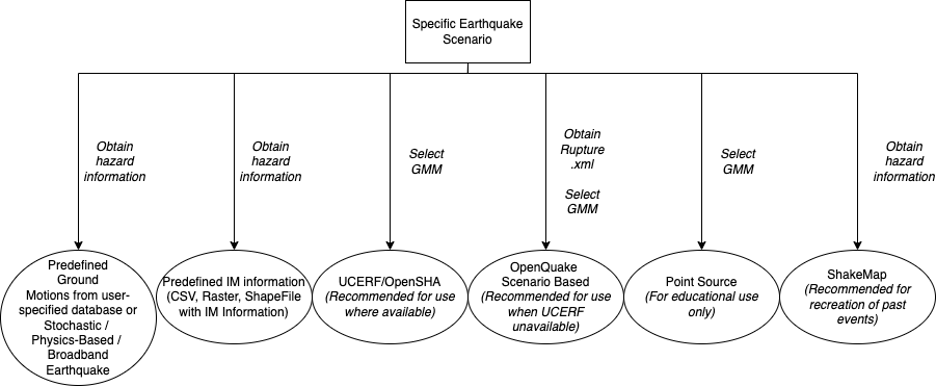 Specific Earthquake
Scenario
Obtain
hazard
information
Obtain
hazard
information
Select
GMM
Obtain
Rupture
.xml
Select
GMM
Select
GMM
Obtain
hazard
information
Predefined
Ground
Motions from user-
specified database or
Stochastic /
Physics-Based /
Broadband
Earthquake
Predefined IM information
(CSV, Raster, ShapeFile
with IM Information)
UCERF/OpenSHA
(Recommended for use
where available)
OpenQuake
Scenario Based
(Recommended for use
when UCERF
unavailable)
Point Source
(For educational use
only)
ShakeMap
(Recommended for
recreation of past
events)